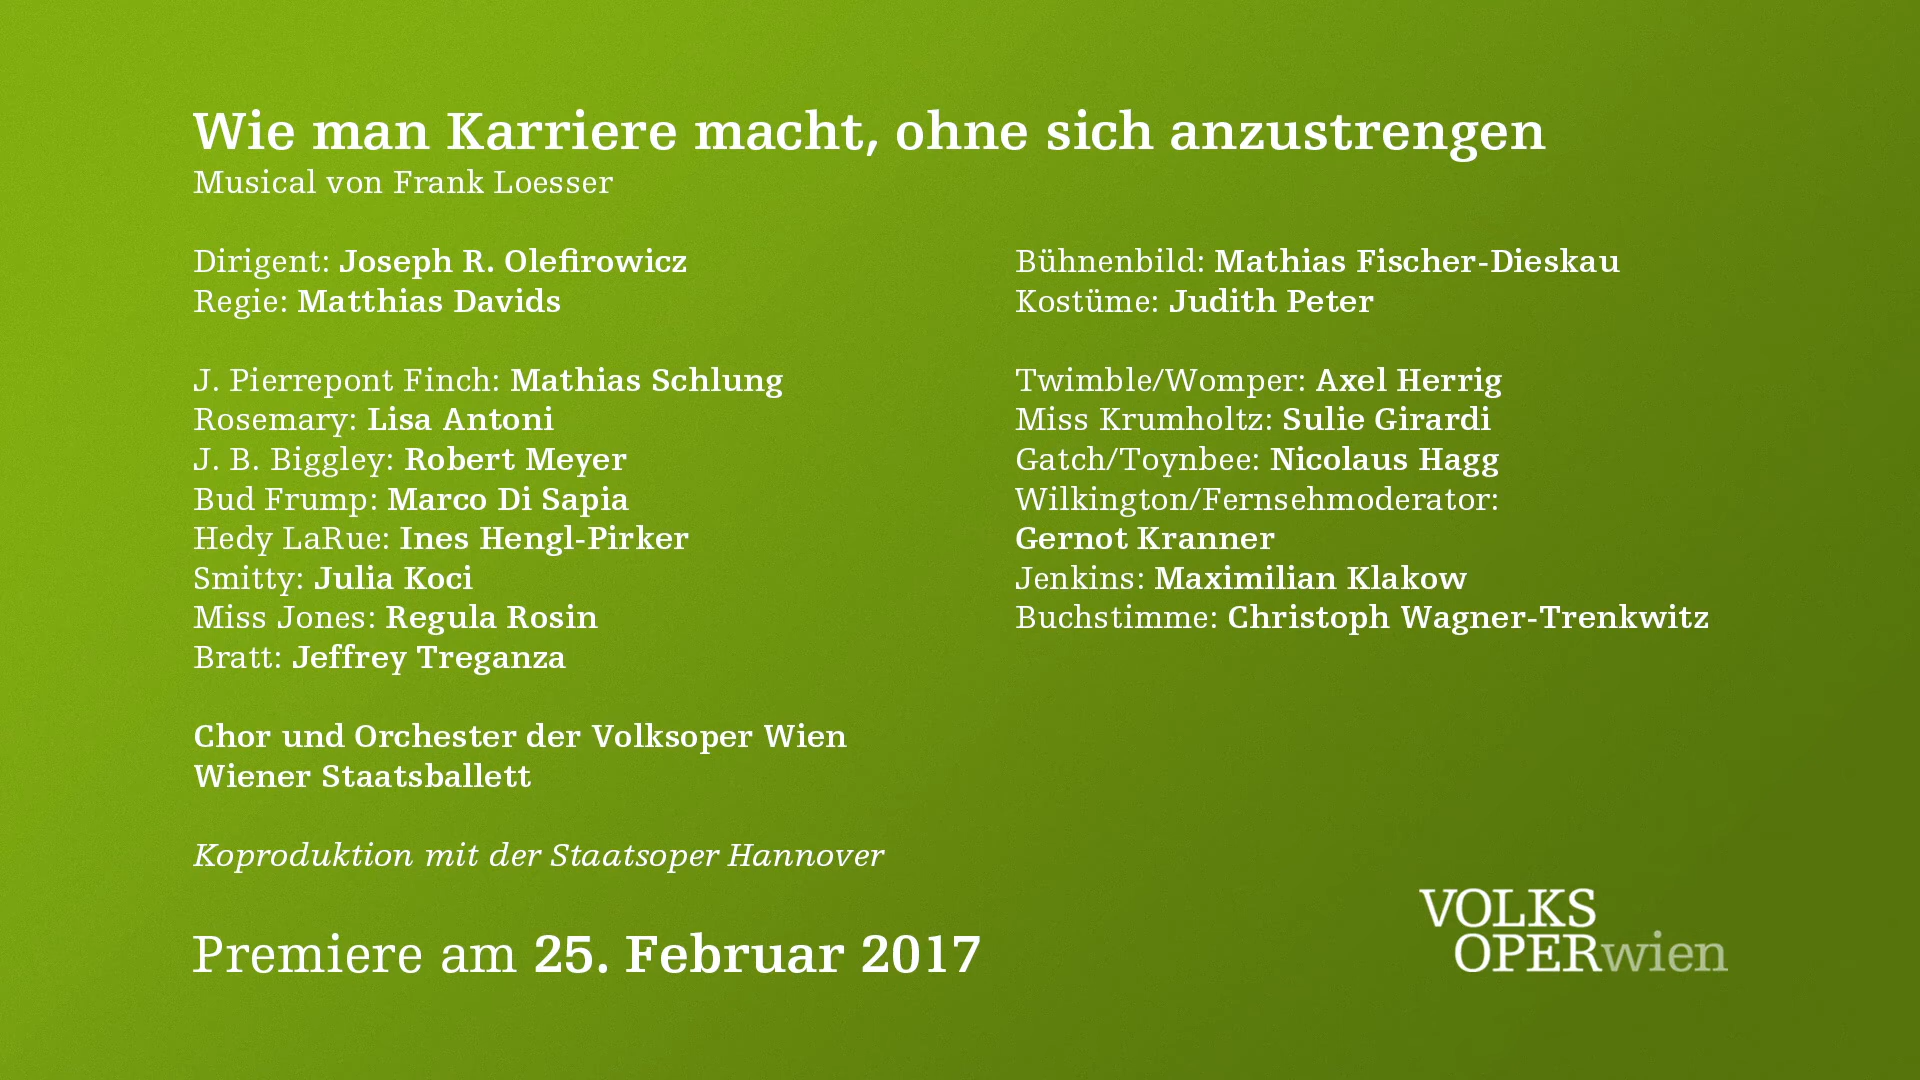 Wie man Karriere macht, ohne sich anzustrengen
Musical von Frank Loesser
Dirigent: Joseph R. Olefirowicz
Regie: Matthias Davids
Bühnenbild: Mathias Fischer-Dieskau
Kostüme: Judith Peter
J. Pierrepont Finch: Mathias Schlung
Rosemary: Lisa Antoni
J. B. Biggley: Robert Meyer
Bud Frump: Marco Di Sapia
Hedy LaRue: Ines Hengl-Pirker
Smitty: Julia Koci
Miss Jones: Regula Rosin
Bratt: Jeffrey Treganza
Twimble/Womper: Axel Herrig
Miss Krumholtz: Sulie Girardi
Gatch/Toynbee: Nicolaus Hagg
Wilkington/Fernsehmoderator:
Gernot Kranner
Jenkins: Maximilian Klakow
Buchstimme: Christoph Wagner-Trenkwitz
Chor und Orchester der Volksoper Wien
Wiener Staatsballett
Koproduktion mit der Staatsoper Hannover
Premiere am 25. Februar 2017
VOLKS
OPERwien